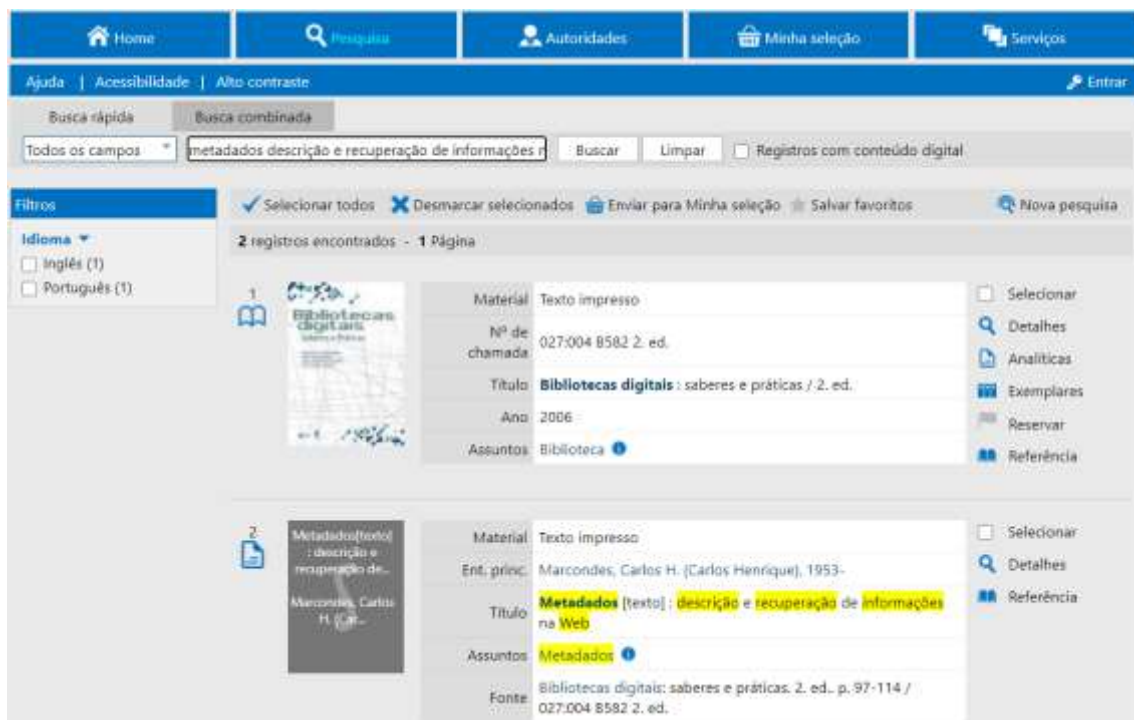 Home
Pesquisa
Autoridades
Minha seleção
Serviços
Ajuda | Acessibilidade | Alto contraste
Entrar
Busca rápida
Busca combinada
Todos os campos
metadados descrição e recuperação de informações n
Buscar
Limpar
Registros com conteúdo digital
Filtros
Idioma
Inglês (1)
Português (1)
Selecionar todos
Desmarcar selecionados
Enviar para Minha seleção
Salvar favoritos
Nova pesquisa
2 registros encontrados - 1 Página
1
Bibliotecas
digitais
Saberes e Práticas
Material Texto impresso
Nº de
chamada
027:004 B582 2. ed.
Título Bibliotecas digitais : saberes e práticas / 2. ed.
Ano 2006
Assuntos Biblioteca
Selecionar
Detalhes
Analíticas
Exemplares
Reservar
Referência
2
Metadados[texto]
: descrição e
recuperação de...
Marcondes, Carlos
H. (Car...
Material Texto impresso
Ent. princ. Marcondes, Carlos H. (Carlos Henrique), 1953-
Título Metadados [texto] : descrição e recuperação de informações
na Web
Assuntos Metadados
Fonte Bibliotecas digitais: saberes e práticas. 2. ed.. p. 97-114 /
027:004 B582 2. ed.
Selecionar
Detalhes
Referência